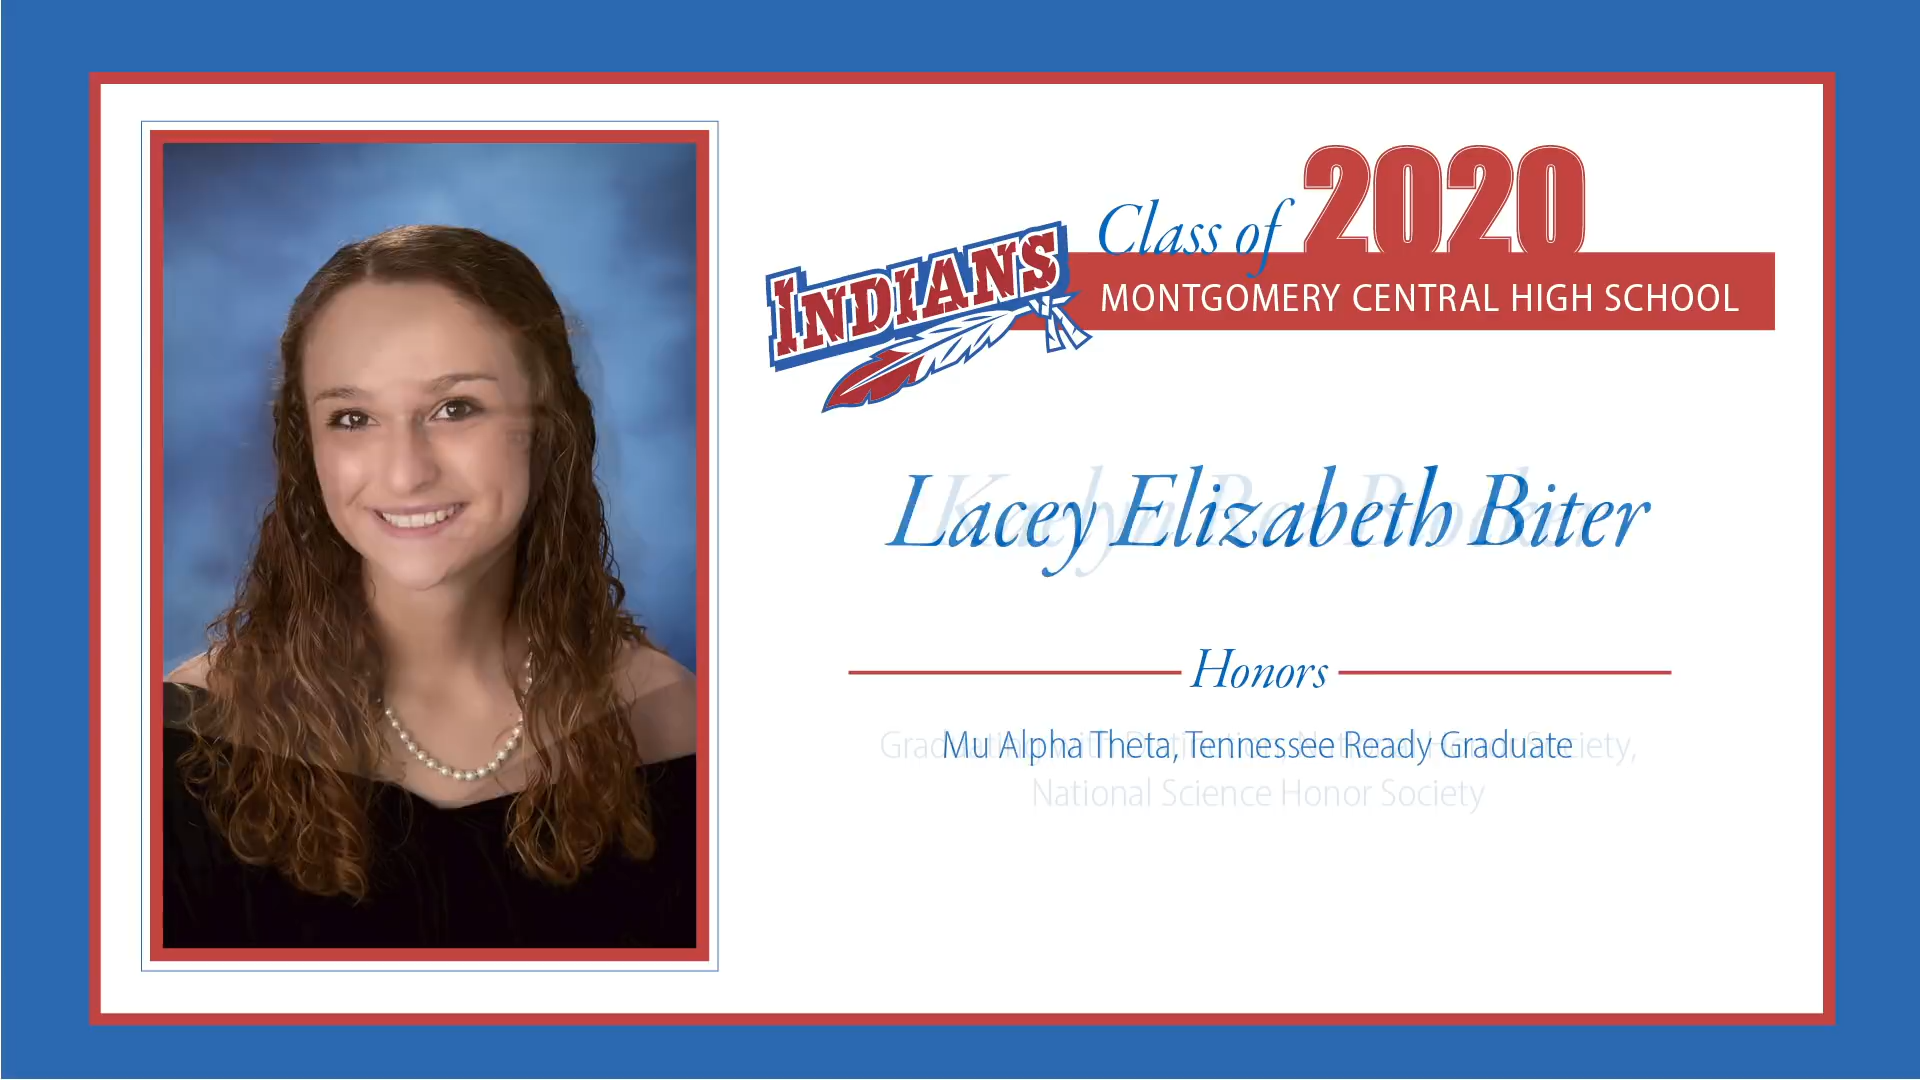 Class of 2020
INDIANS
MONTGOMERY CENTRAL HIGH SCHOOL
Lacey Elizabeth Biter
Honors
Mu Alpha Theta, Tennessee Ready Graduate
National Science Honor Society